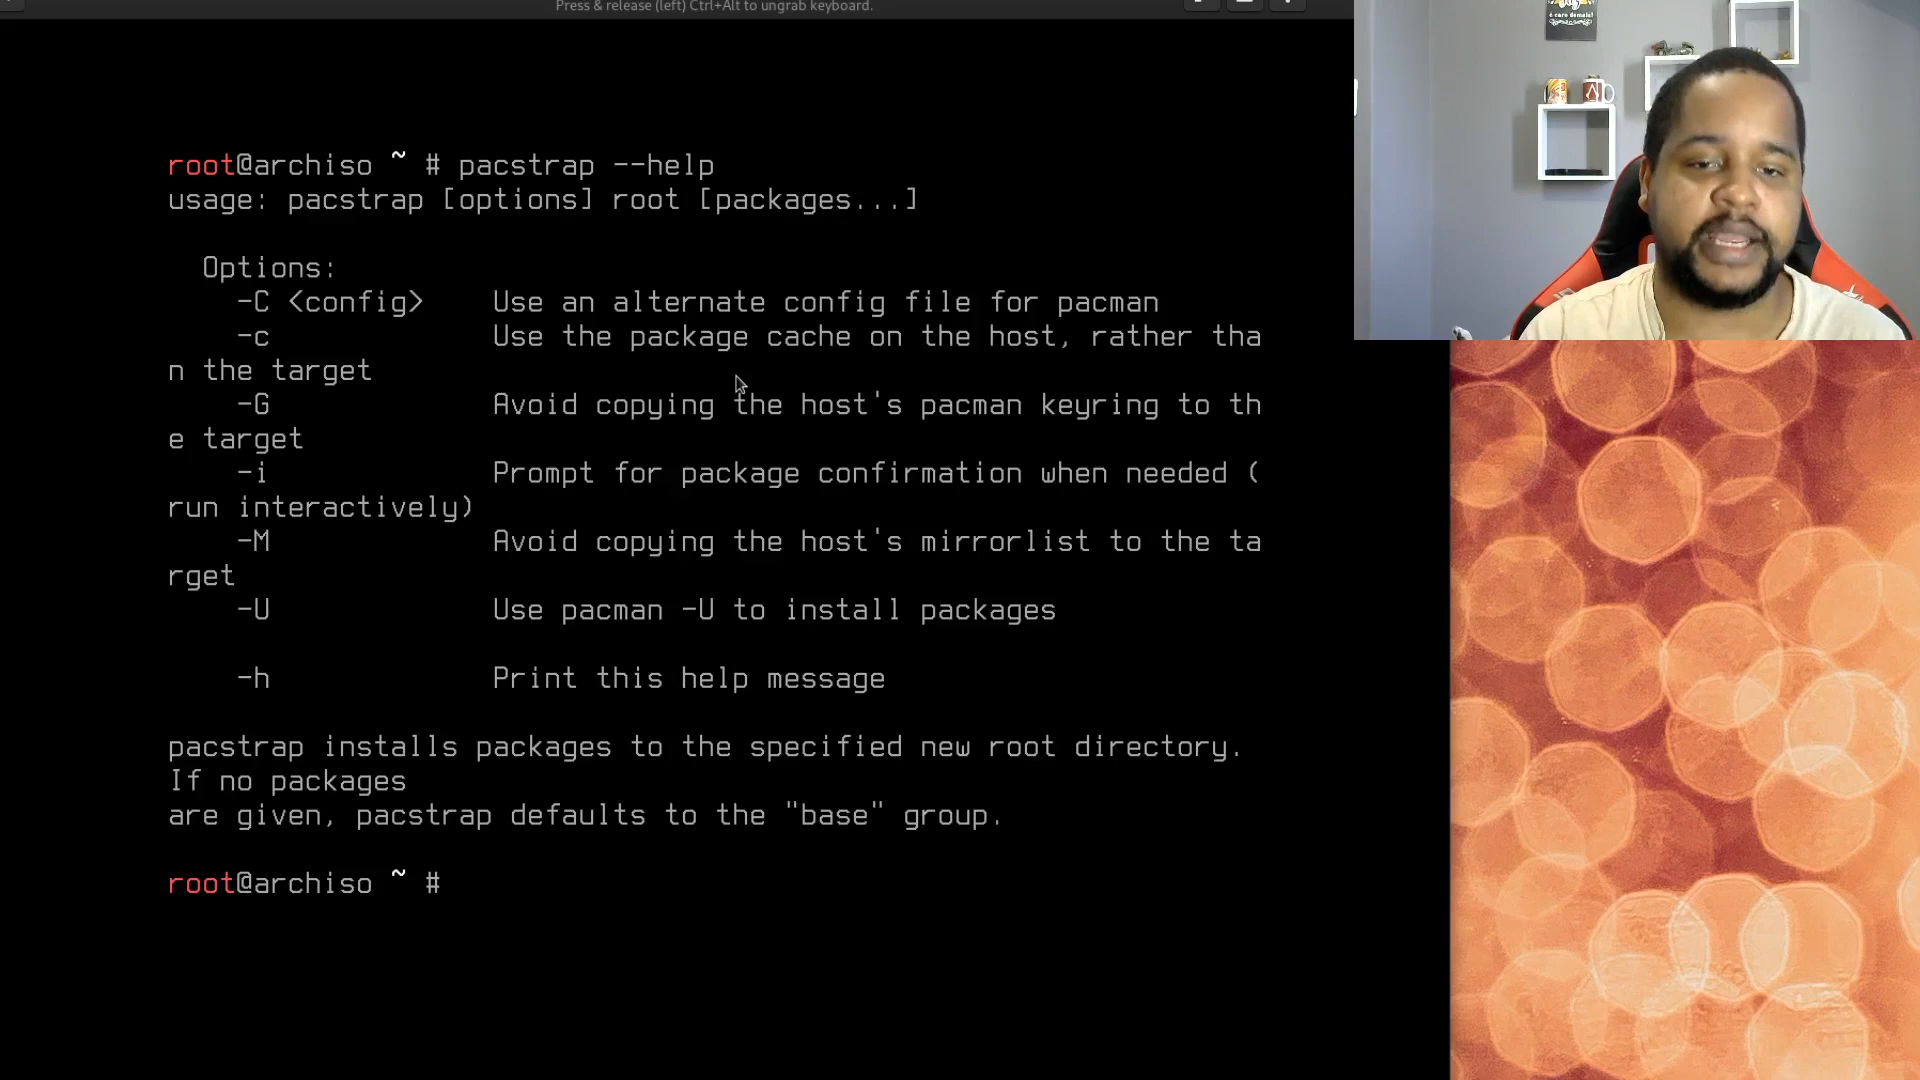 Press & release (left) Ctrl+Alt to ungrab keyboard.
é caro demais!
root@archiso ~ # pacstrap --help
usage: pacstrap [options] root [packages...]
Options:
-C <config> Use an alternate config file for pacman
-c Use the package cache on the host, rather tha
n the target
-G Avoid copying the host's pacman keyring to th
e target
-i Prompt for package confirmation when needed (
run interactively)
-M Avoid copying the host's mirrorlist to the ta
rget
-U Use pacman -U to install packages
-h Print this help message
pacstrap installs packages to the specified new root directory.
If no packages
are given, pacstrap defaults to the "base" group.
root@archiso ~ #